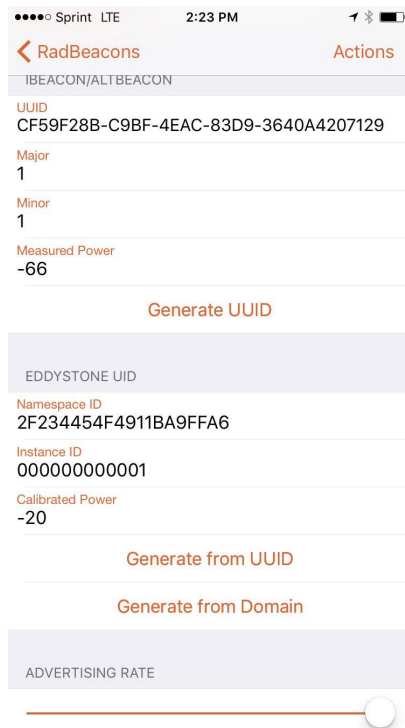 Sprint LTE 2:23 PM
RadBeacons Actions
IBEACON/ALTBEACON
UUID
CF59F28B-C9BF-4EAC-83D9-3640A4207129
Major
1
Minor
1
Measured Power
-66
Generate UUID
EDDYSTONE UID
Namespace ID
2F234454F4911BA9FFA6
Instance ID
000000000001
Calibrated Power
-20
Generate from UUID
Generate from Domain
ADVERTISING RATE